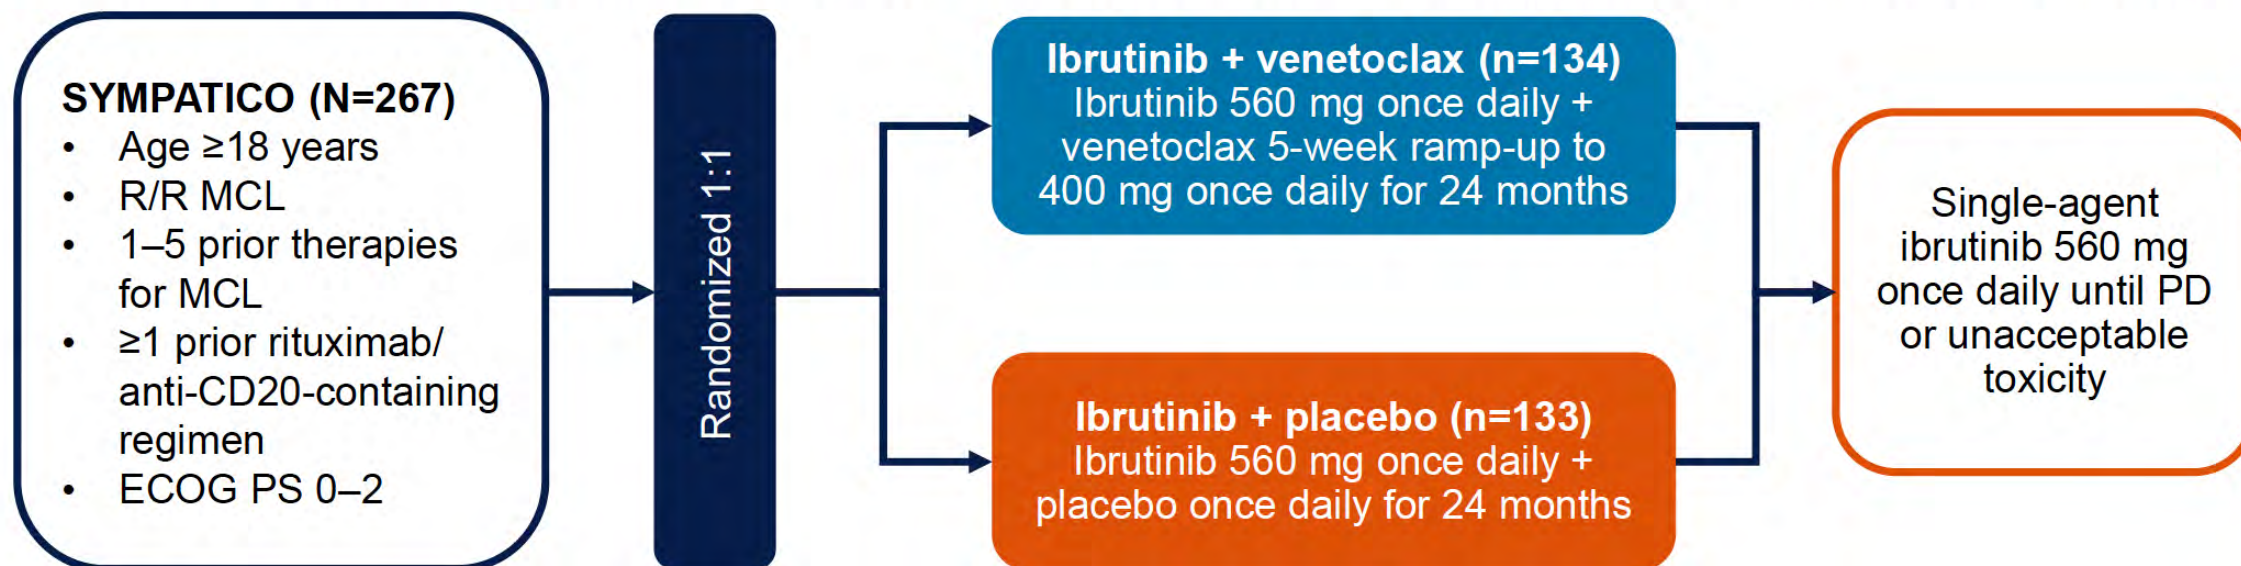 SYMPATICO (N=267)
• Age ≥18 years
• R/R MCL
• 1–5 prior therapies
for MCL
• ≥1 prior rituximab/
anti-CD20-containing
regimen
• ECOG PS 0–2
Randomized 1:1
Ibrutinib + venetoclax (n=134)
Ibrutinib 560 mg once daily +
venetoclax 5-week ramp-up to
400 mg once daily for 24 months
Ibrutinib + placebo (n=133)
Ibrutinib 560 mg once daily +
placebo once daily for 24 months
Single-agent
ibrutinib 560 mg
once daily until PD
or unacceptable
toxicity